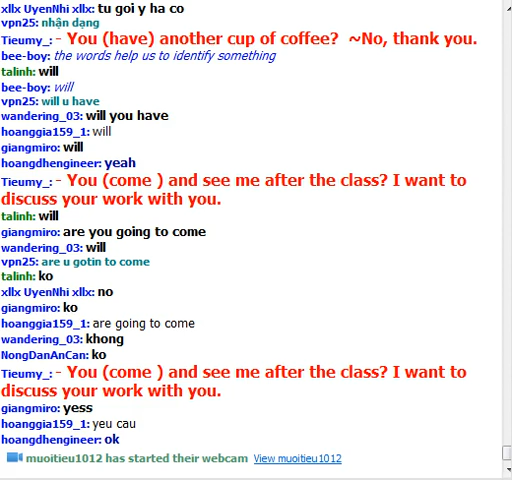 xllx UyenNhi xllx: tu goi y ha co
vpn25: nhận dạng
Tieumy_: - You (have) another cup of coffee? ~No, thank you.
bee-boy: the words help us to identify something
talinh: will
bee-boy: will
vpn25: will u have
wandering_03: will you have
hoanggia159_1: will
giangmiro: will
hoangdhengineer: yeah
Tieumy_: - You (come ) and see me after the class? I want to
discuss your work with you.
talinh: will
giangmiro: are you going to come
wandering_03: will
vpn25: are u gotin to come
talinh: ko
xllx UyenNhi xllx: no
giangmiro: ko
hoanggia159_1: are going to come
wandering_03: khong
NongDanAnCan: ko
Tieumy_: - You (come ) and see me after the class? I want to
discuss your work with you.
giangmiro: yess
hoanggia159_1: yeu cau
hoangdhengineer: ok
muoitieu1012 has started their webcam View muoitieu1012